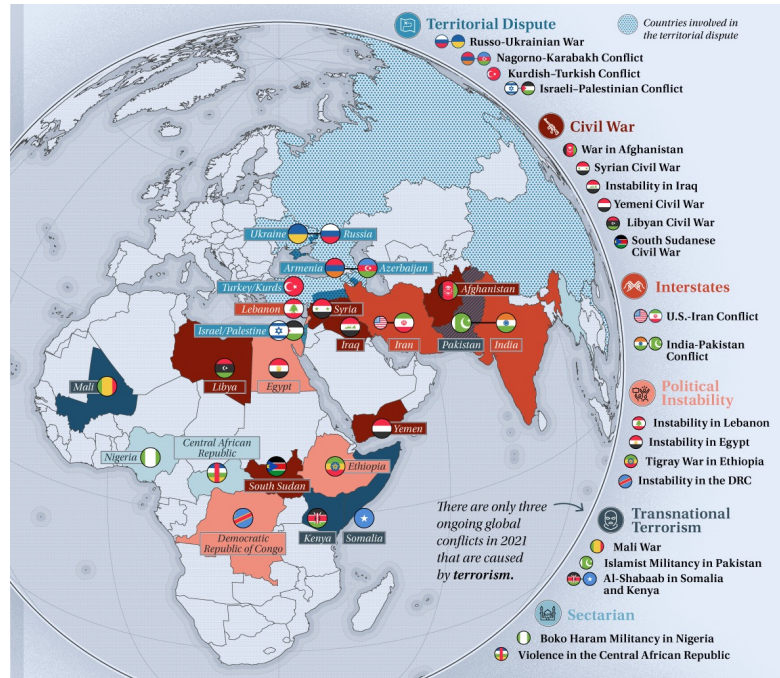 Territorial Dispute
Russo-Ukrainian War
Nagorno-Karabakh Conflict
Kurdish–Turkish Conflict
Israeli–Palestinian Conflict
Countries involved in
the territorial dispute
Civil War
War in Afghanistan
Syrian Civil War
Instability in Iraq
Yemeni Civil War
Libyan Civil War
South Sudanese
Civil War
Interstates
U.S.-Iran Conflict
India-Pakistan
Conflict
Political
Instability
Instability in Lebanon
Instability in Egypt
Tigray War in Ethiopia
Instability in the DRC
Transnational
Terrorism
Mali War
Islamist Militancy in Pakistan
Al-Shabaab in Somalia
and Kenya
Sectarian
Boko Haram Militancy in Nigeria
Violence in the Central African Republic
Ukraine
Russia
Armenia
Azerbaijan
Turkey/Kurds
Afghanistan
Lebanon
Syria
Israel/Palestine
Iraq
Iran
Pakistan
India
Mali
Libya
Egypt
Yemen
Central African
Republic
Nigeria
Ethiopia
South Sudan
Democratic
Republic of Congo
Kenya
Somalia
There are only three
ongoing global
conflicts in 2021
that are caused
by terrorism.